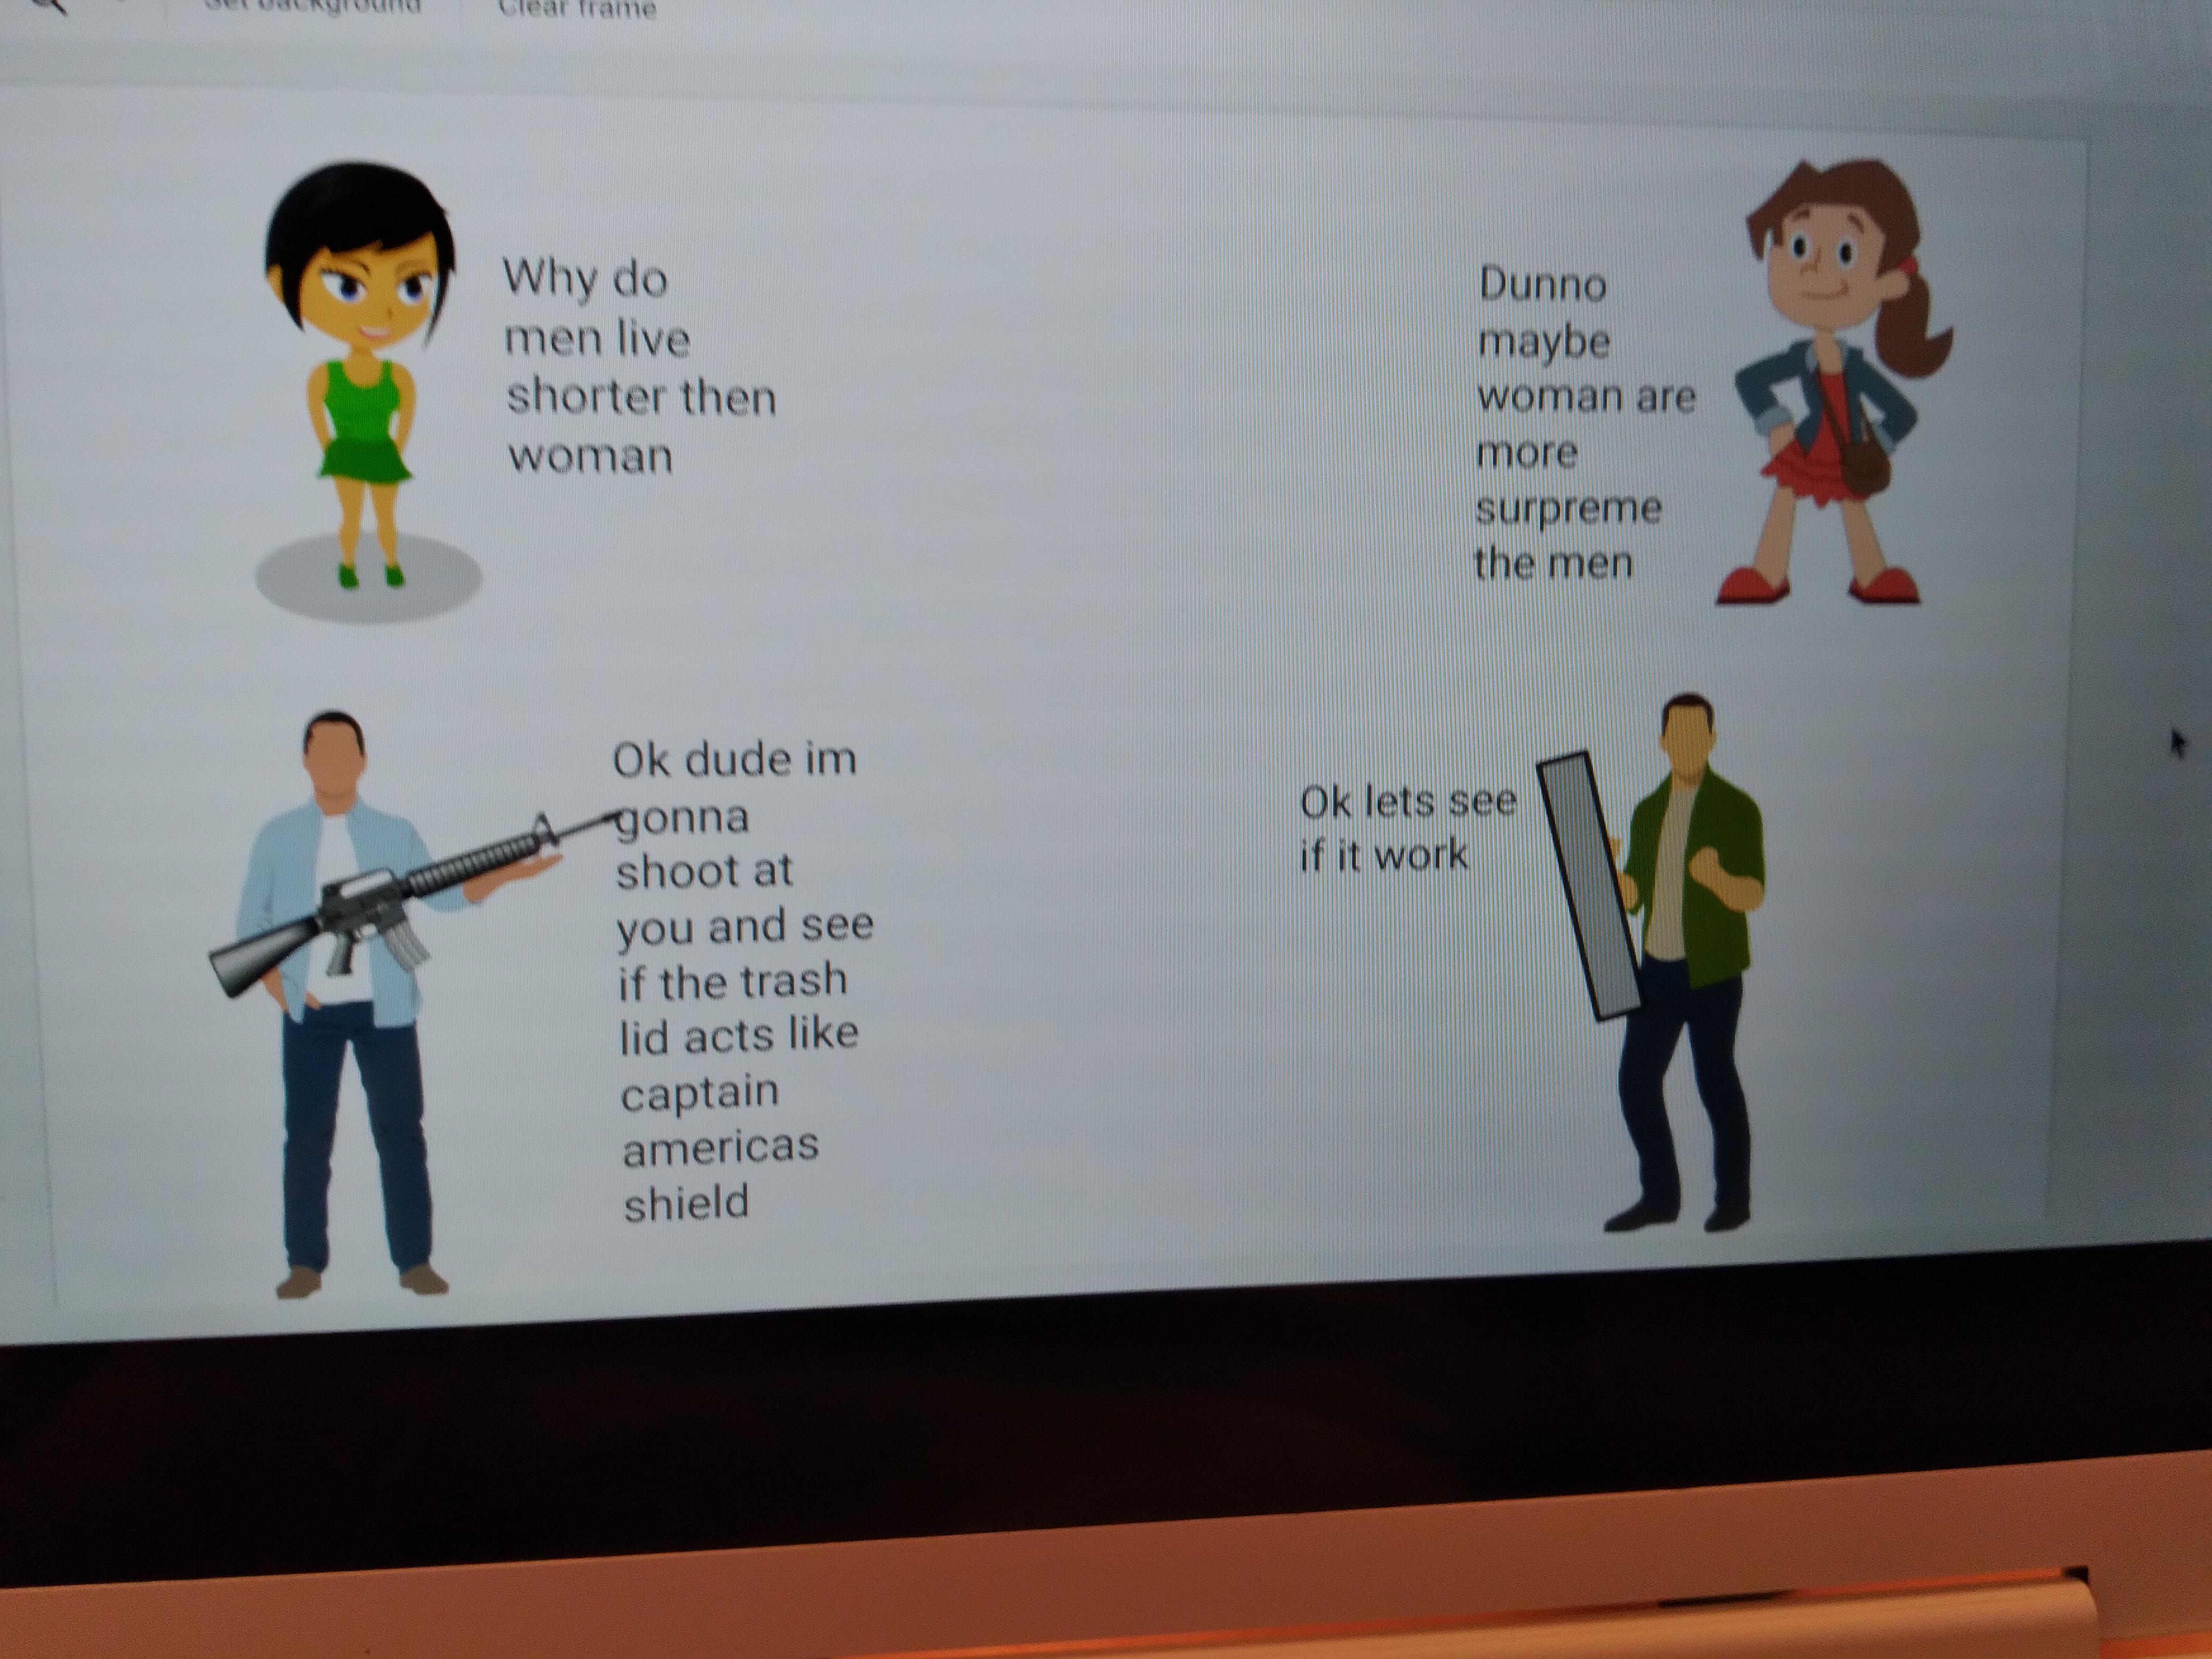 Set background
Clear frame
Why do
men live
shorter then
woman
Dunno
maybe
woman are
more
surpreme
the men
Ok dude im
gonna
shoot at
you and see
if the trash
lid acts like
captain
americas
shield
Ok lets see
if it work